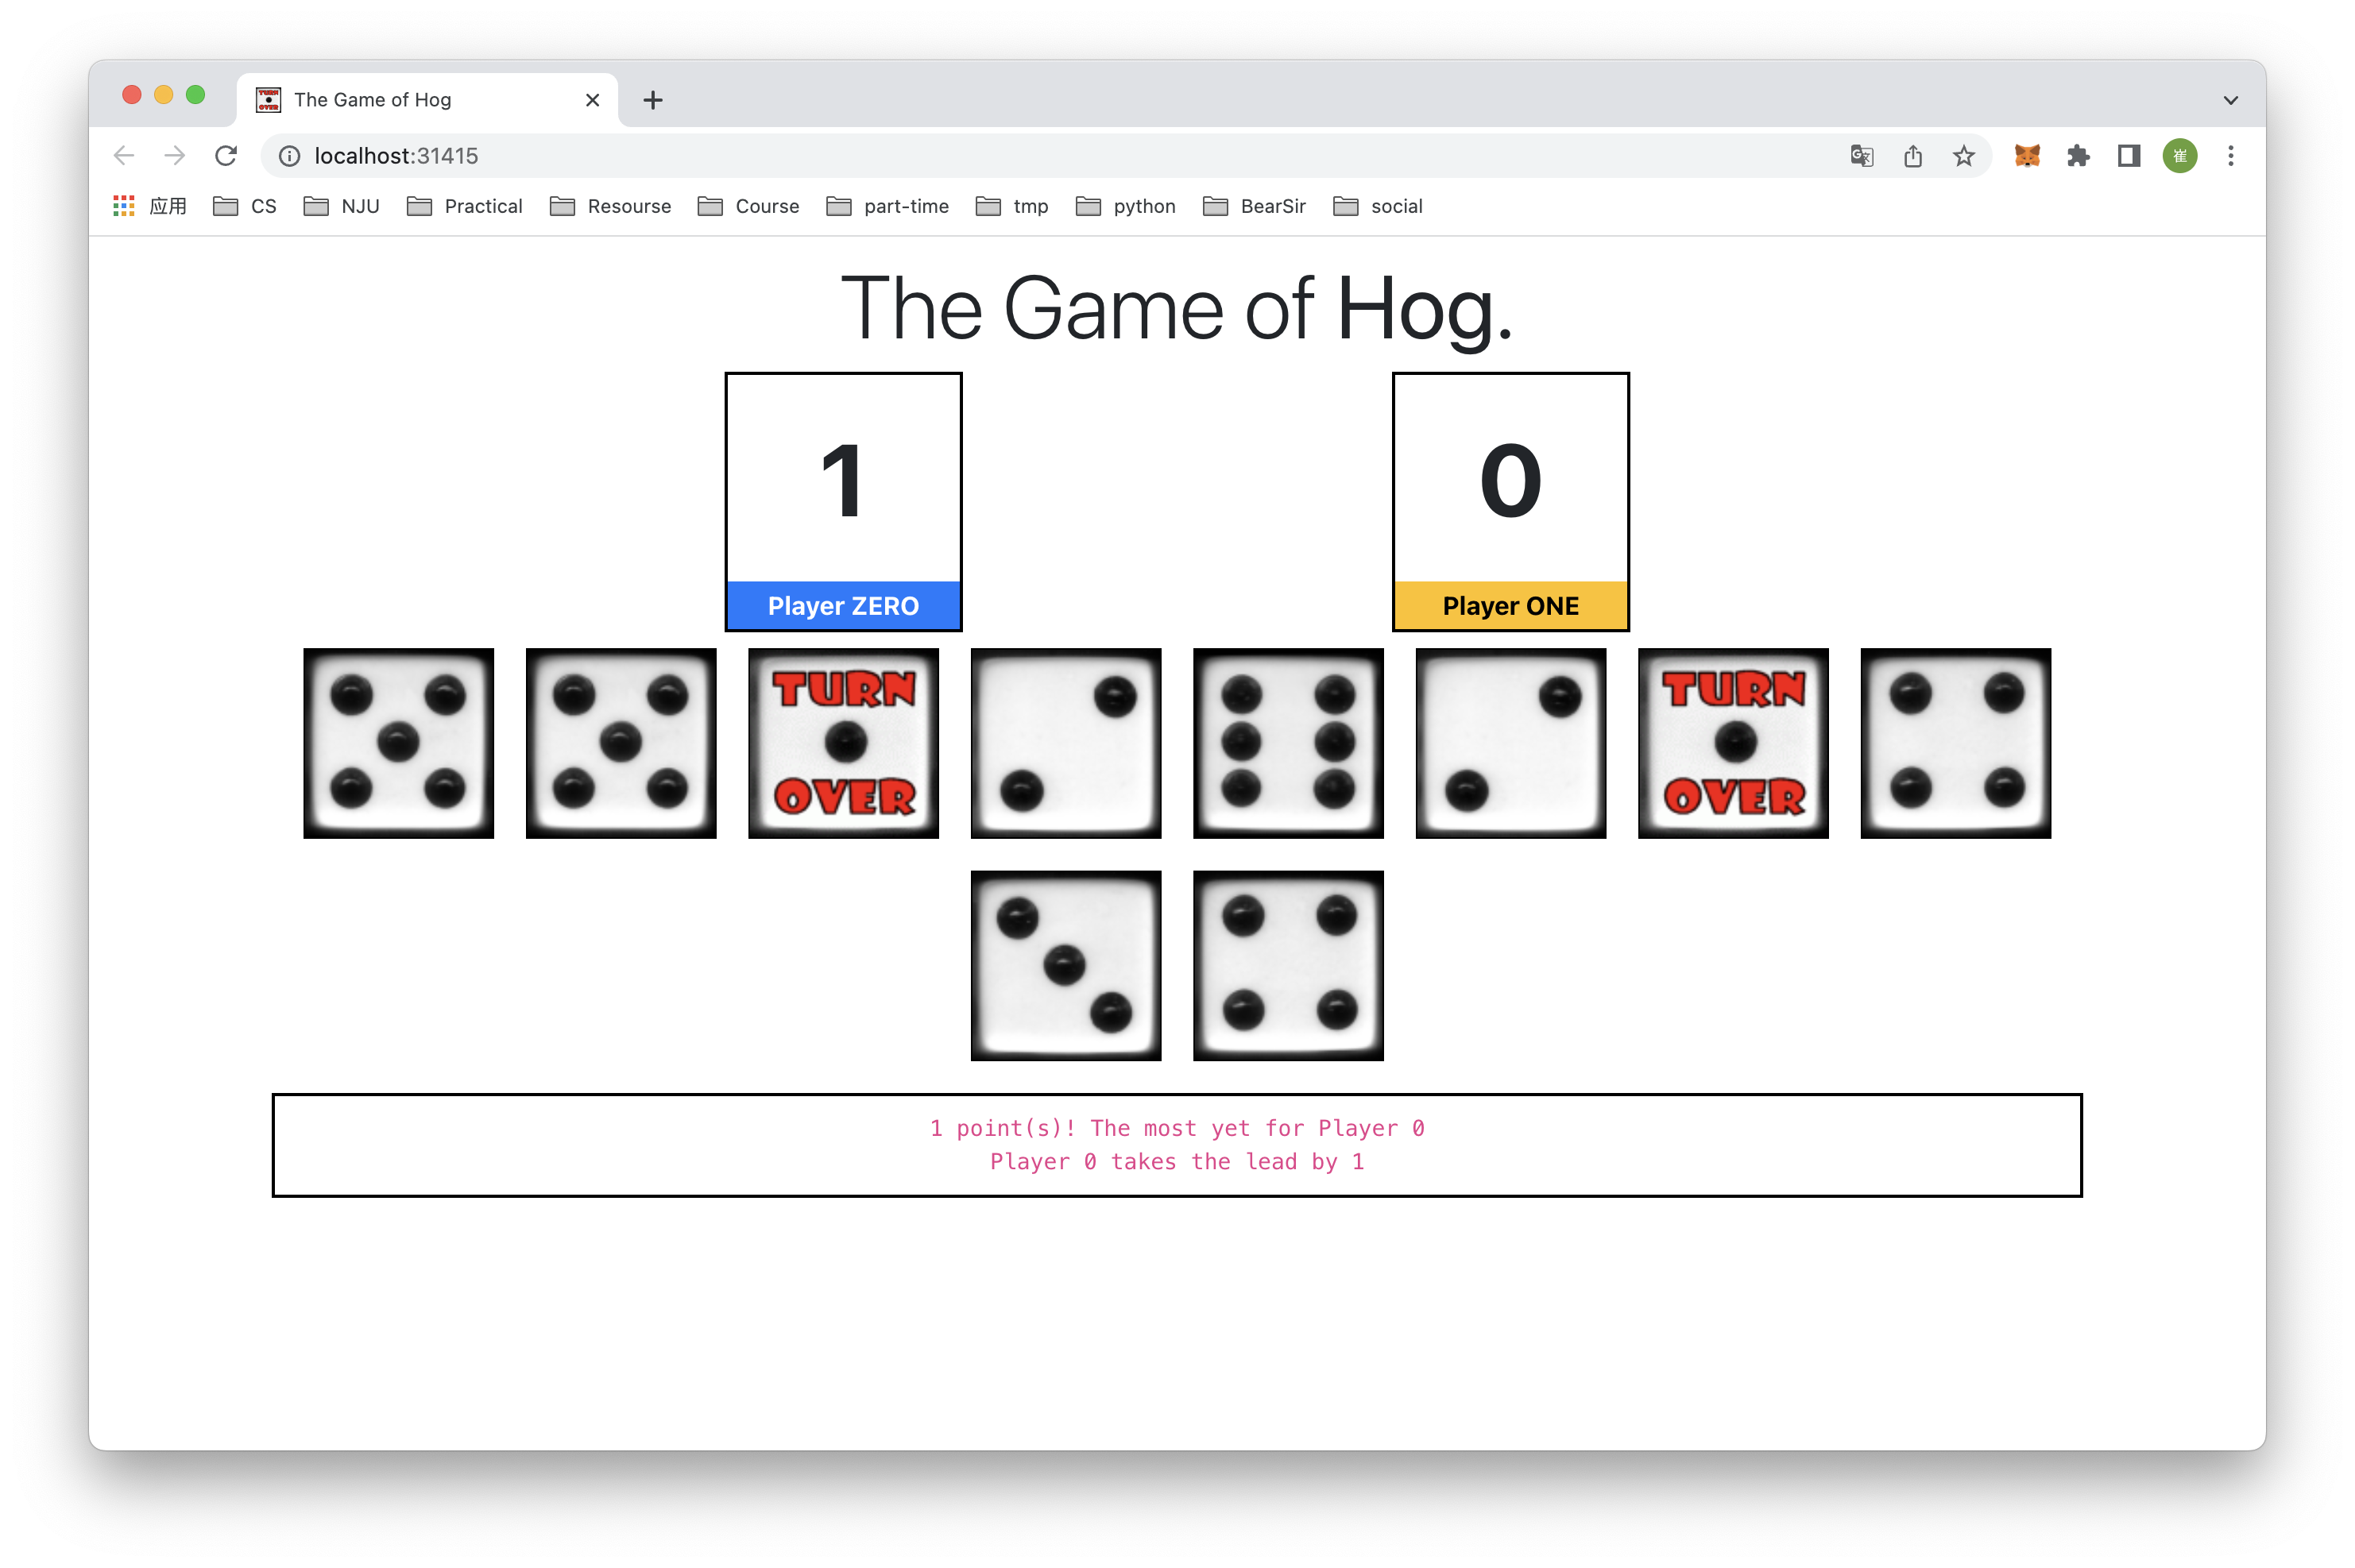 The Game of Hog
localhost:31415
应用 CS NJU Practical Resourse Course part-time tmp python BearSir social
The Game of Hog.
1 0
Player ZERO Player ONE
TURN TURN
OVER OVER
1 point(s)! The most yet for Player 0
Player 0 takes the lead by 1
崔